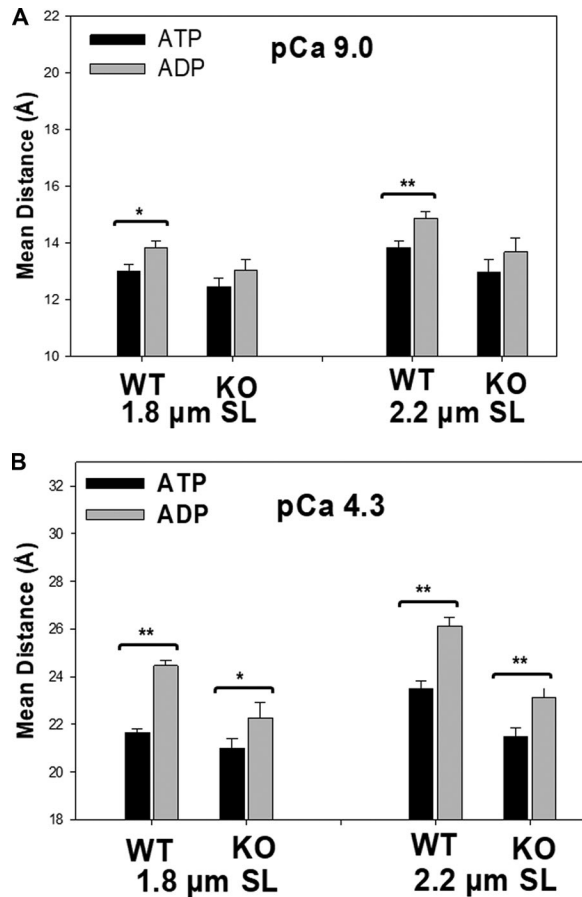 A
22
20
18
16
14
12
10
Mean Distance (Å)
ATP
ADP
pCa 9.0
*
**
WT KO WT KO
1.8 µm SL 2.2 µm SL
B
32
30
28
26
24
22
20
18
Mean Distance (Å)
ATP
ADP
pCa 4.3
** * ** **
WT KO WT KO
1.8 µm SL 2.2 µm SL